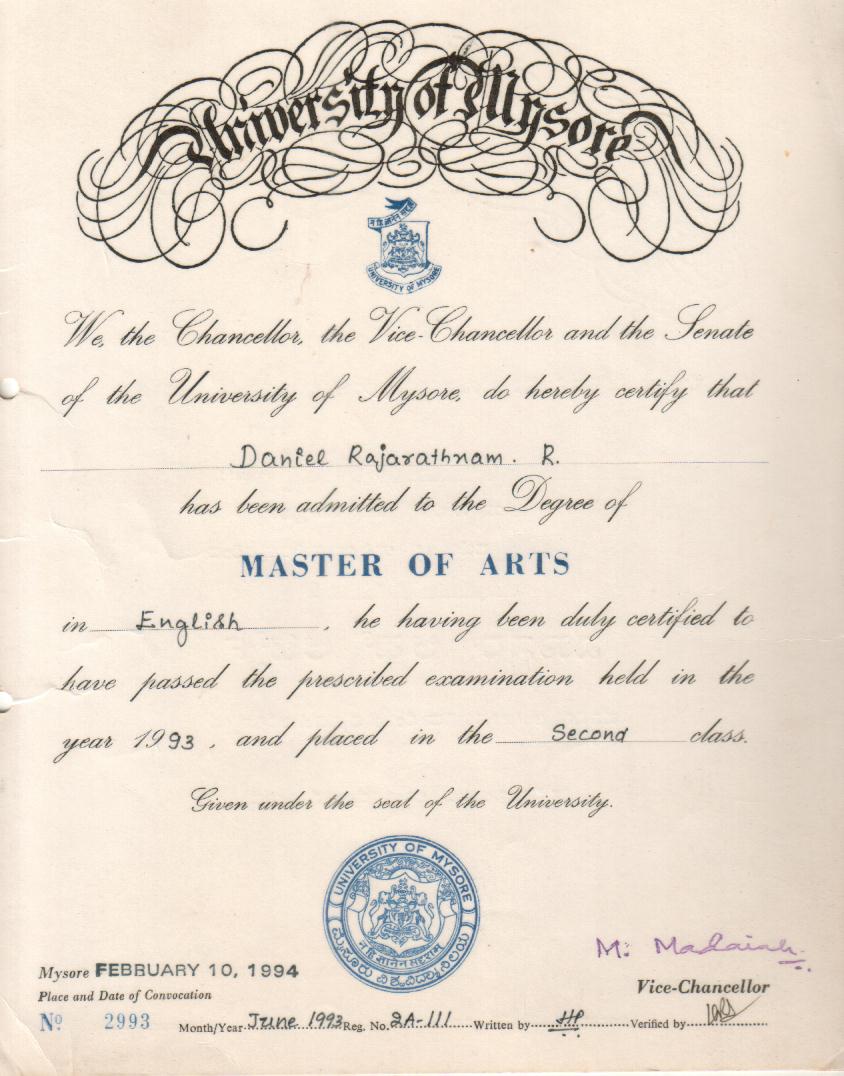 University of Mysore
न हि ज्ञानेन सदृशं
UNIVERSITY OF MYSORE
We, the Chancellor, the Vice-Chancellor and the Senate
of the University of Mysore, do hereby certify that
Daniel Rajarathnam. R.
has been admitted to the Degree of
MASTER OF ARTS
in English, he having been duly certified to
have passed the prescribed examination held in the
year 1993, and placed in the Second class.
Given under the seal of the University.
UNIVERSITY OF MYSORE
न हि ज्ञानेन सदृशम्
ಮೈಸೂರು ವಿಶ್ವವಿದ್ಯಾನಿಲಯ
M. Madaiah.
Mysore FEBRUARY 10, 1994
Vice-Chancellor
Place and Date of Convocation
No. 2993 Month/Year June 1993 Reg. No. 2A-111 Written by HP Verified by